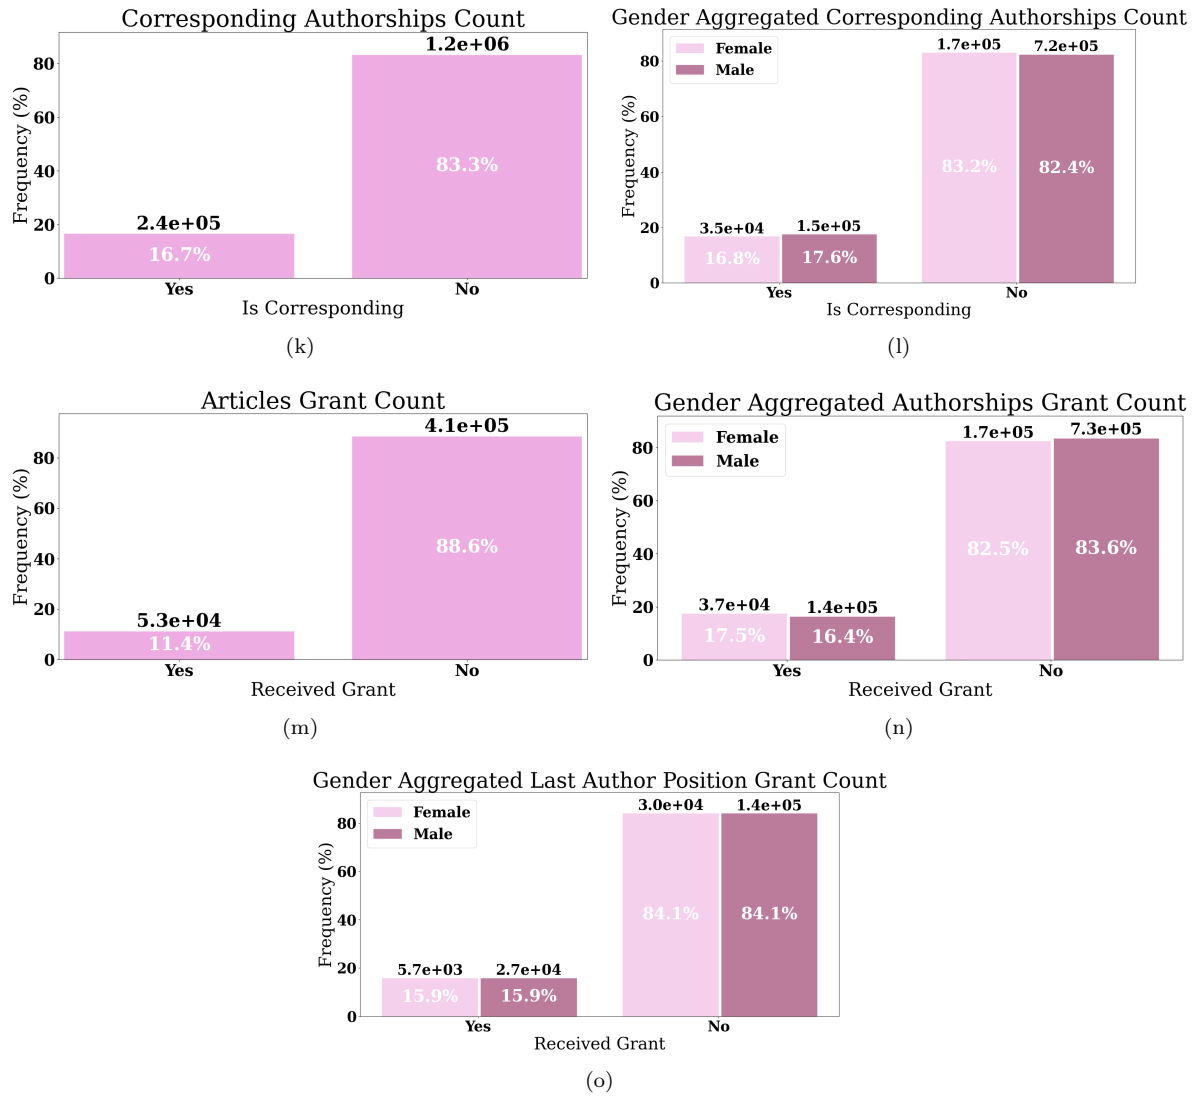 Corresponding Authorships Count
Frequency (%)
80
60
40
20
0
1.2e+06
83.3%
2.4e+05
16.7%
Yes No
Is Corresponding
(k)
Gender Aggregated Corresponding Authorships Count
Female
Male
Frequency (%)
80
60
40
20
0
1.7e+05 7.2e+05
83.2% 82.4%
3.5e+04 1.5e+05
16.8% 17.6%
Yes No
Is Corresponding
(l)
Articles Grant Count
Frequency (%)
80
60
40
20
0
4.1e+05
88.6%
5.3e+04
11.4%
Yes No
Received Grant
(m)
Gender Aggregated Authorships Grant Count
Female
Male
Frequency (%)
80
60
40
20
0
1.7e+05 7.3e+05
82.5% 83.6%
3.7e+04 1.4e+05
17.5% 16.4%
Yes No
Received Grant
(n)
Gender Aggregated Last Author Position Grant Count
Female
Male
Frequency (%)
80
60
40
20
0
3.0e+04 1.4e+05
84.1% 84.1%
5.7e+03 2.7e+04
15.9% 15.9%
Yes No
Received Grant
(o)